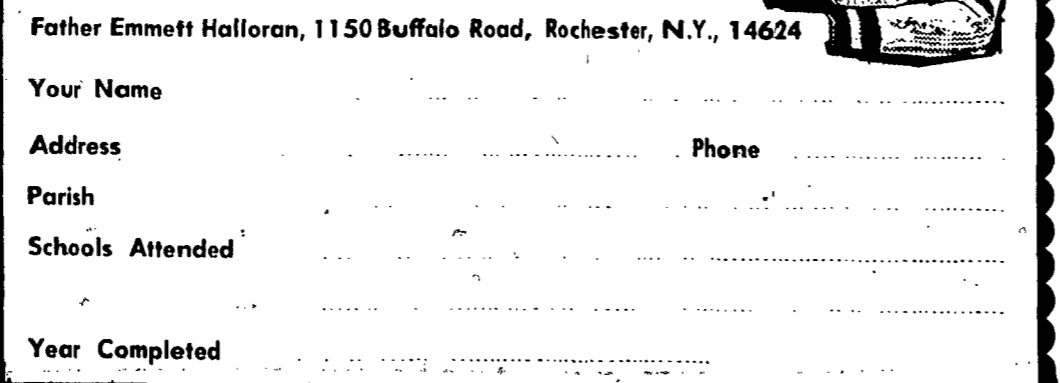 Father Emmett Halloran, 1150 Buffalo Road, Rochester, N.Y., 14624
Your Name
Address Phone
Parish
Schools Attended
Year Completed